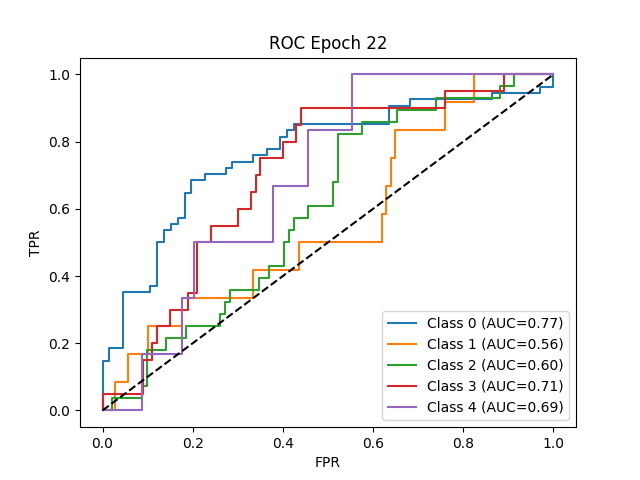 ROC Epoch 22
1.0
0.8
0.6
0.4
0.2
0.0
TPR
0.0 0.2 0.4 0.6 0.8 1.0
FPR
Class 0 (AUC=0.77)
Class 1 (AUC=0.56)
Class 2 (AUC=0.60)
Class 3 (AUC=0.71)
Class 4 (AUC=0.69)